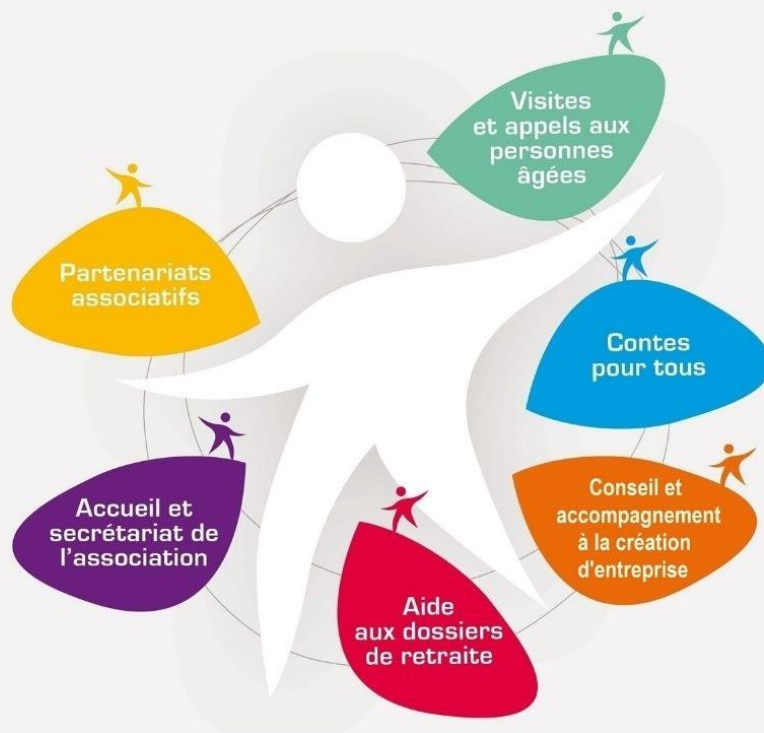 Visites
et appels aux
personnes
âgées
Partenariats
associatifs
Contes
pour tous
Accueil et
secrétariat de
l'association
Conseil et
accompagnement
à la création
d'entreprise
Aide
aux dossiers
de retraite